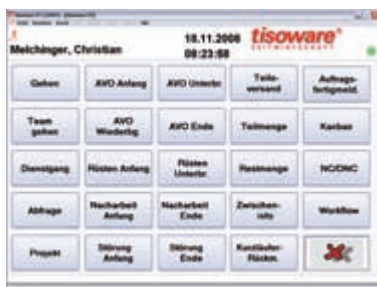 Melchinger, Christian
18.11.2008
08:23:58
tisoware®
ZEITWIRTSCHAFT
Gehen
AVO Anfang
AVO Unterbr.
Teile-
versand
Auftrags-
fertigmeld.
Team
gehen
AVO
Wiederbg.
AVO Ende
Teilmenge
Kanban
Dienstgang
Rüsten Anfang
Rüsten
Unterbr.
Restmenge
NC/DNC
Abfrage
Nacharbeit
Anfang
Nacharbeit
Ende
Zwischen-
info
Workflow
Projekt
Störung
Anfang
Störung
Ende
Kurzläufer-
Rückm.